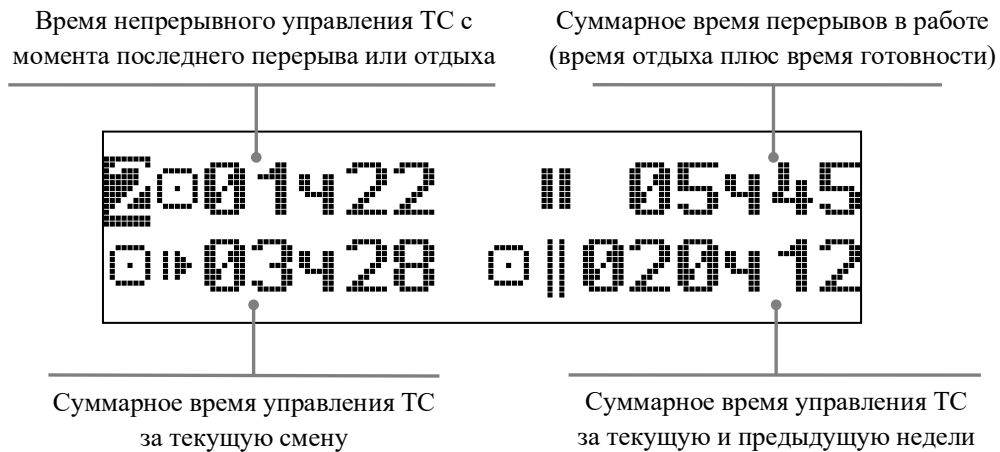 Время непрерывного управления ТС с
момента последнего перерыва или отдыха
Суммарное время перерывов в работе
(время отдыха плюс время готовности)
2 01ч22 05ч45
03ч28 020ч12
Суммарное время управления ТС
за текущую смену
Суммарное время управления ТС
за текущую и предыдущую недели